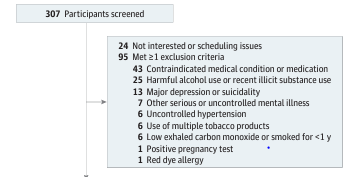 307 Participants screened
24 Not interested or scheduling issues
95 Met ≥1 exclusion criteria
43 Contraindicated medical condition or medication
25 Harmful alcohol use or recent illicit substance use
13 Major depression or suicidality
7 Other serious or uncontrolled mental illness
6 Uncontrolled hypertension
6 Use of multiple tobacco products
6 Low exhaled carbon monoxide or smoked for <1 y
1 Positive pregnancy test
1 Red dye allergy